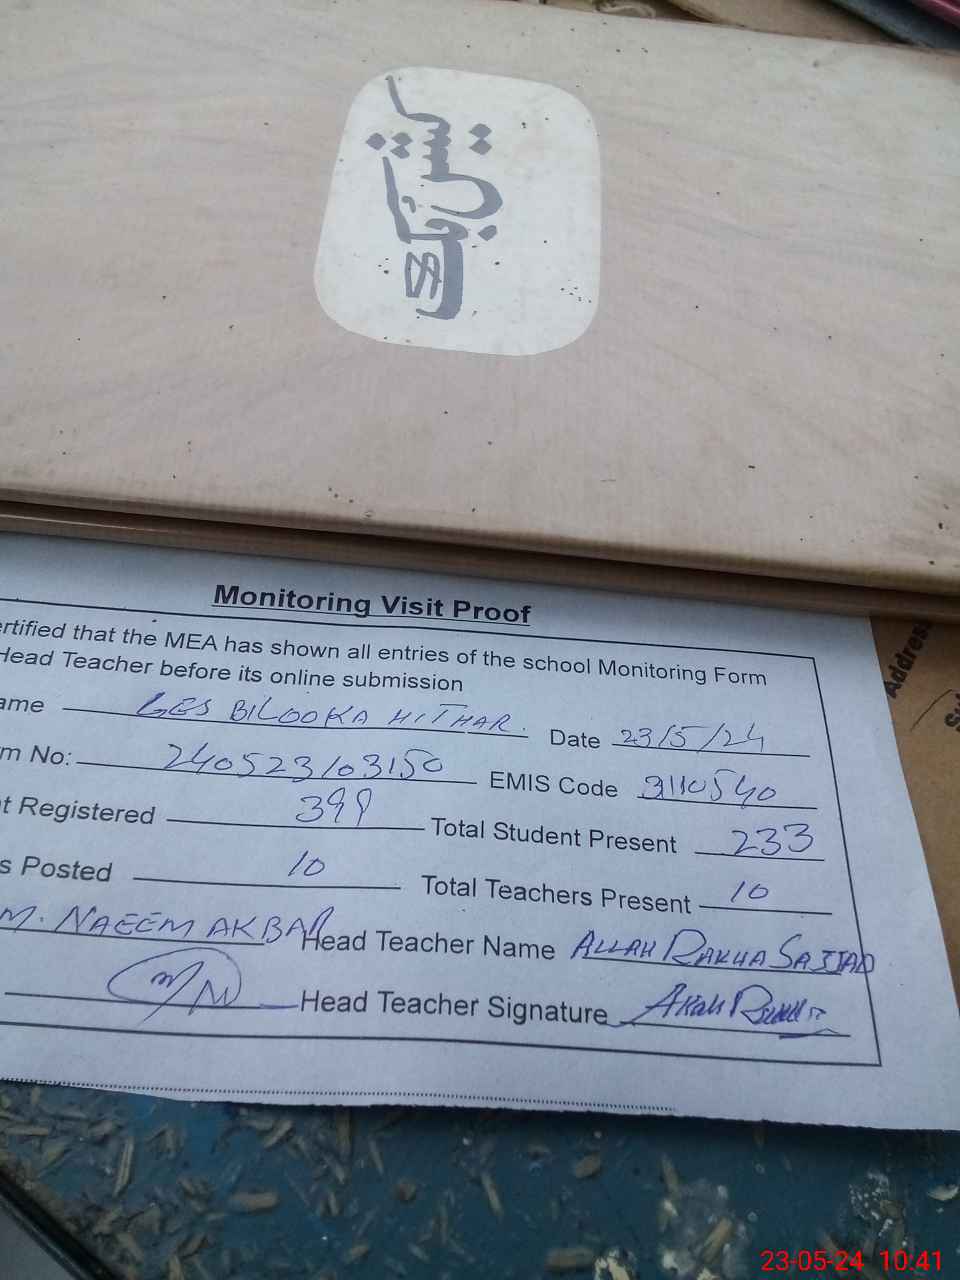 کیش بک
Monitoring Visit Proof
ertified that the MEA has shown all entries of the school Monitoring Form
Head Teacher before its online submission
ame GES BILOOKA HITHAR. Date 23/5/24
m No: 240523103150 EMIS Code 3110540
t Registered 399 Total Student Present 233
s Posted 10 Total Teachers Present 10
M. NAEEM AKBAR Head Teacher Name ALLAH RAKHA SAJJAD
Head Teacher Signature
Address
23-05-24 10:41